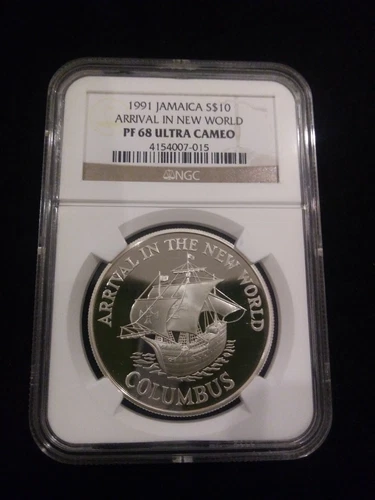 1991 JAMAICA S$10
ARRIVAL IN NEW WORLD
PF 68 ULTRA CAMEO
4154007-015
NGC
ARRIVAL IN THE NEW WORLD
COLUMBUS